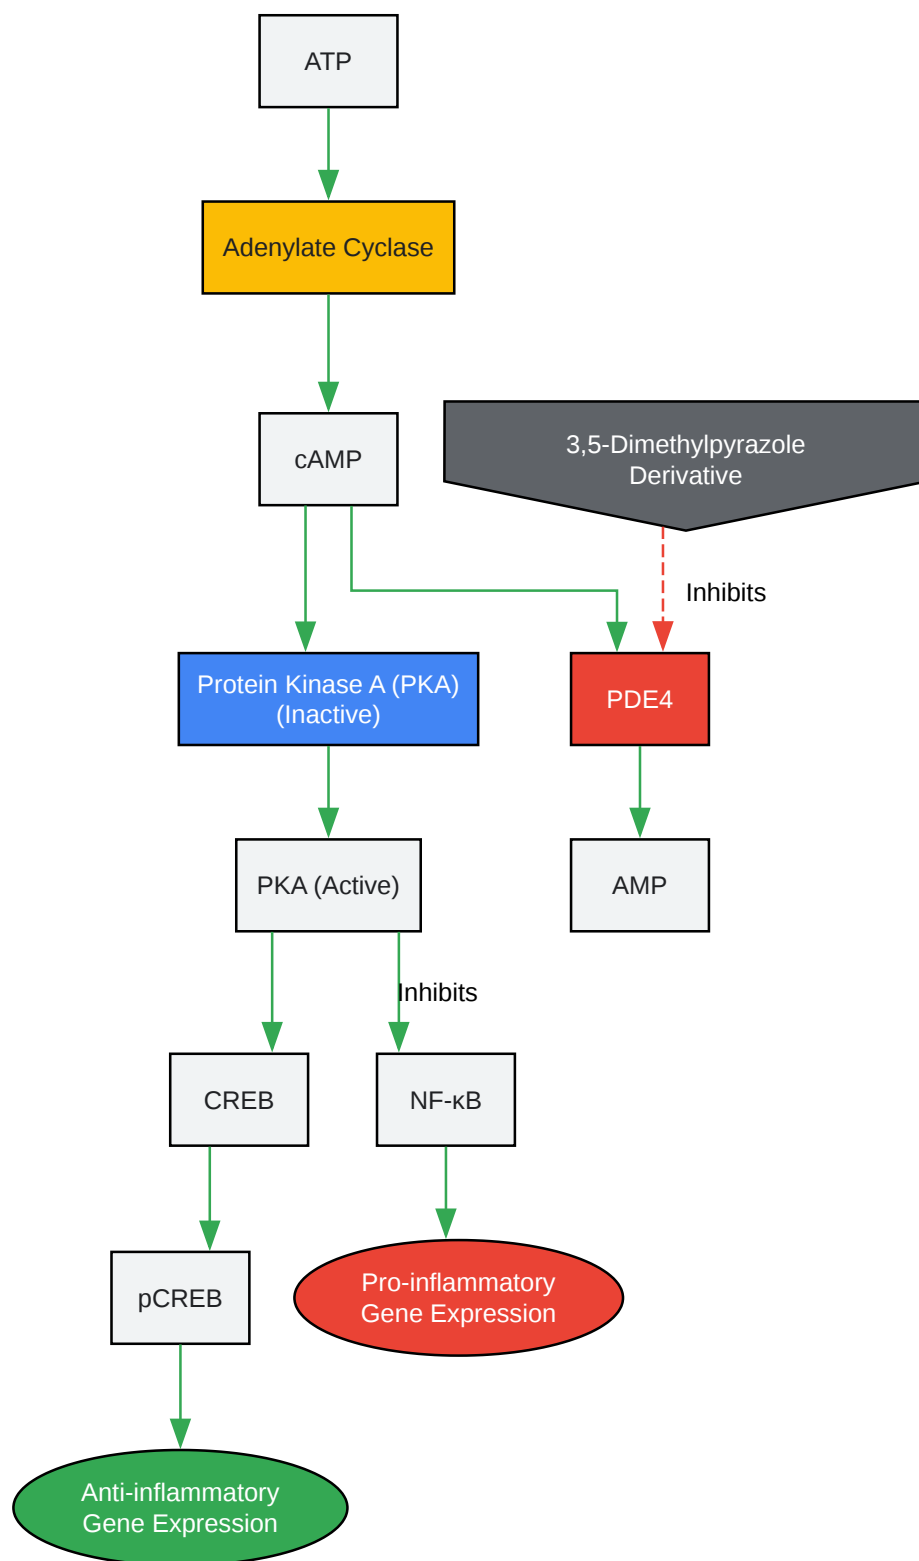 ATP
Adenylate Cyclase
cAMP
3,5-Dimethylpyrazole
Derivative
Inhibits
Protein Kinase A (PKA)
(Inactive)
PDE4
PKA (Active)
AMP
Inhibits
CREB
NF-κB
Pro-inflammatory
Gene Expression
pCREB
Anti-inflammatory
Gene Expression